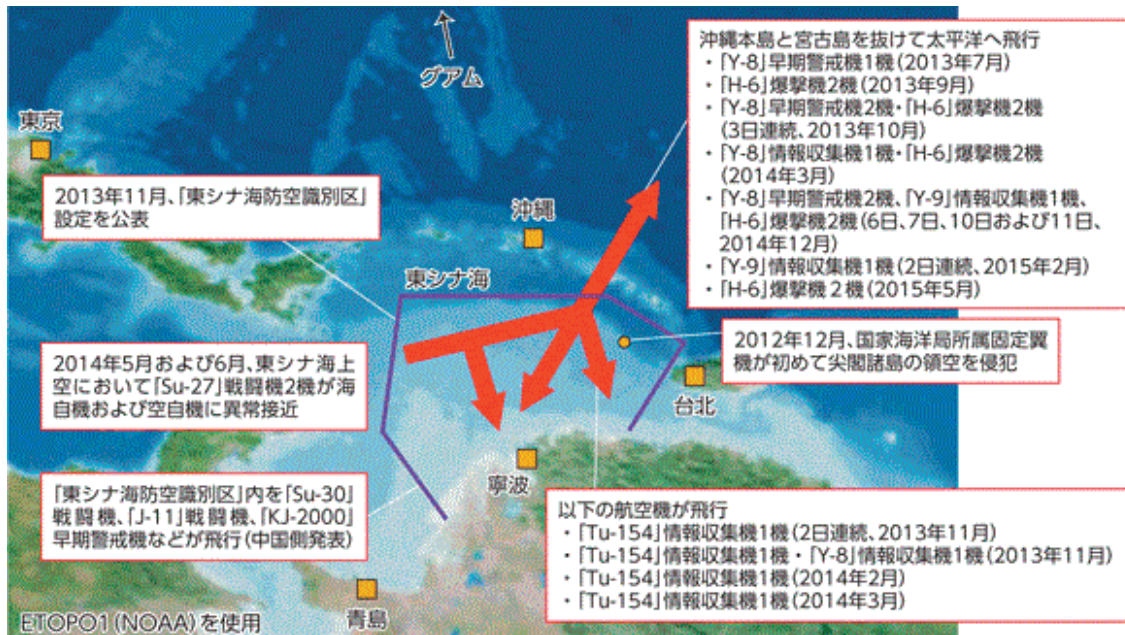 グアム
東京
沖縄本島と宮古島を抜けて太平洋へ飛行
・「Y-8」早期警戒機1機(2013年7月)
・「H-6」爆撃機2機(2013年9月)
・「Y-8」早期警戒機2機・「H-6」爆撃機2機
(3日連続、2013年10月)
・「Y-8」情報収集機1機・「H-6」爆撃機2機
(2014年3月)
・「Y-8」早期警戒機2機、「Y-9」情報収集機1機、
「H-6」爆撃機2機(6日、7日、10日および11日、
2014年12月)
・「Y-9」情報収集機1機(2日連続、2015年2月)
・「H-6」爆撃機2機(2015年5月)
2013年11月、「東シナ海防空識別区」
設定を公表
沖縄
東シナ海
2012年12月、国家海洋局所属固定翼
機が初めて尖閣諸島の領空を侵犯
2014年5月および6月、東シナ海上
空において「Su-27」戦闘機2機が海
自機および空自機に異常接近
台北
寧波
「東シナ海防空識別区」内を「Su-30」
戦闘機、「J-11」戦闘機、「KJ-2000」
早期警戒機などが飛行(中国側発表)
以下の航空機が飛行
・「Tu-154」情報収集機1機(2日連続、2013年11月)
・「Tu-154」情報収集機1機・「Y-8」情報収集機1機(2013年11月)
・「Tu-154」情報収集機1機(2014年2月)
・「Tu-154」情報収集機1機(2014年3月)
青島
ETOPO1(NOAA)を使用